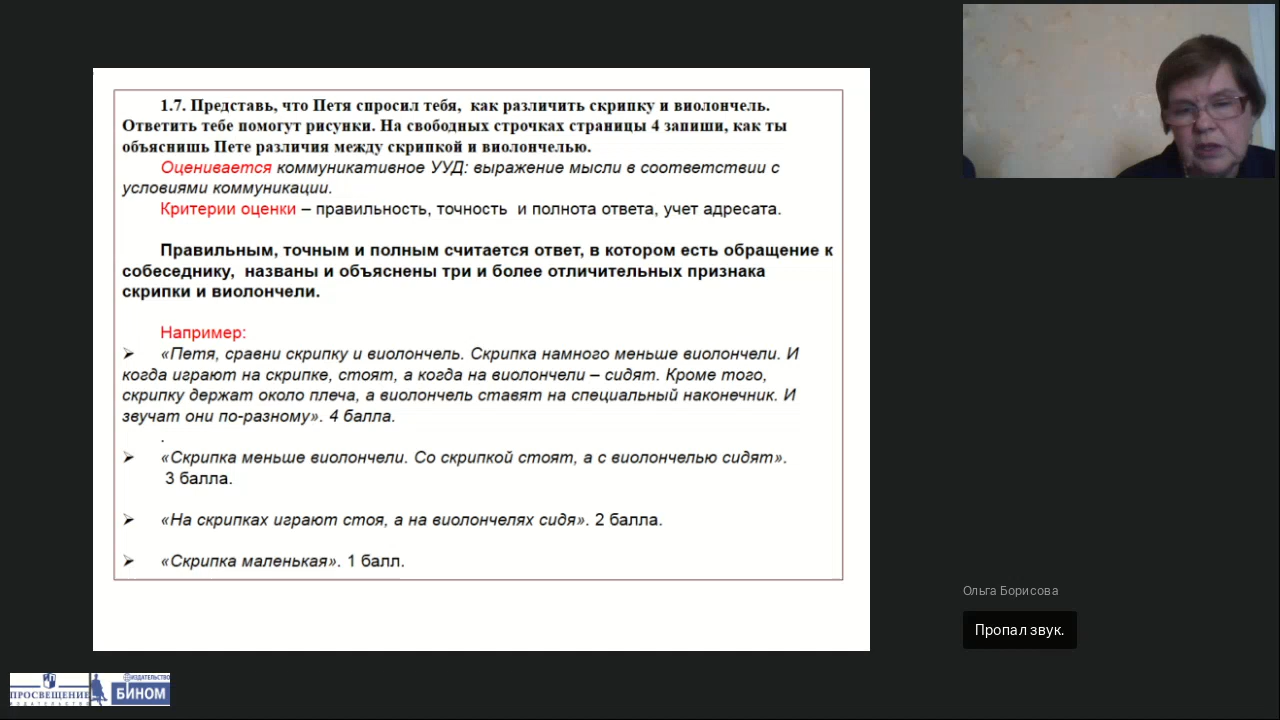 1.7. Представь, что Петя спросил тебя, как различить скрипку и виолончель.
Ответить тебе помогут рисунки. На свободных строчках страницы 4 запиши, как ты
объяснишь Пете различия между скрипкой и виолончелью.
Оценивается коммуникативное УУД: выражение мысли в соответствии с
условиями коммуникации.
Критерии оценки – правильность, точность и полнота ответа, учет адресата.
Правильным, точным и полным считается ответ, в котором есть обращение к
собеседнику, названы и объяснены три и более отличительных признака
скрипки и виолончели.
Например:
➢ «Петя, сравни скрипку и виолончель. Скрипка намного меньше виолончели. И
когда играют на скрипке, стоят, а когда на виолончели – сидят. Кроме того,
скрипку держат около плеча, а виолончель ставят на специальный наконечник. И
звучат они по-разному». 4 балла.
.
➢ «Скрипка меньше виолончели. Со скрипкой стоят, а с виолончелью сидят».
3 балла.
➢ «На скрипках играют стоя, а на виолончелях сидя». 2 балла.
➢ «Скрипка маленькая». 1 балл.
Ольга Борисова
Пропал звук.
ПРОСВЕЩЕНИЕ
ИЗДАТЕЛЬСТВО
ИЗДАТЕЛЬСТВО
БИНОМ